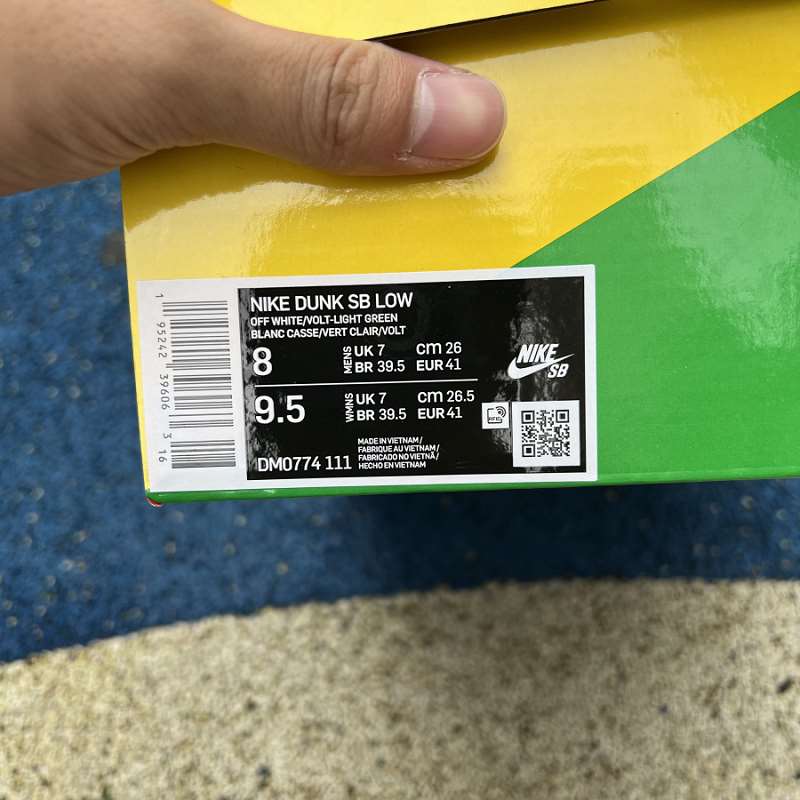 NIKE DUNK SB LOW
OFF WHITE/VOLT-LIGHT GREEN
BLANC CASSE/VERT CLAIR/VOLT
8 MENS UK 7 cm 26
BR 39.5 EUR 41
9.5 WMNS UK 7 cm 26.5
BR 39.5 EUR 41
DM0774 111
MADE IN VIETNAM/
FABRIQUE AU VIETNAM/
FABRICADO NO VIETNÃ/
HECHO EN VIETNAM
NIKE
SB
RFID
1 95242 39606 3 16